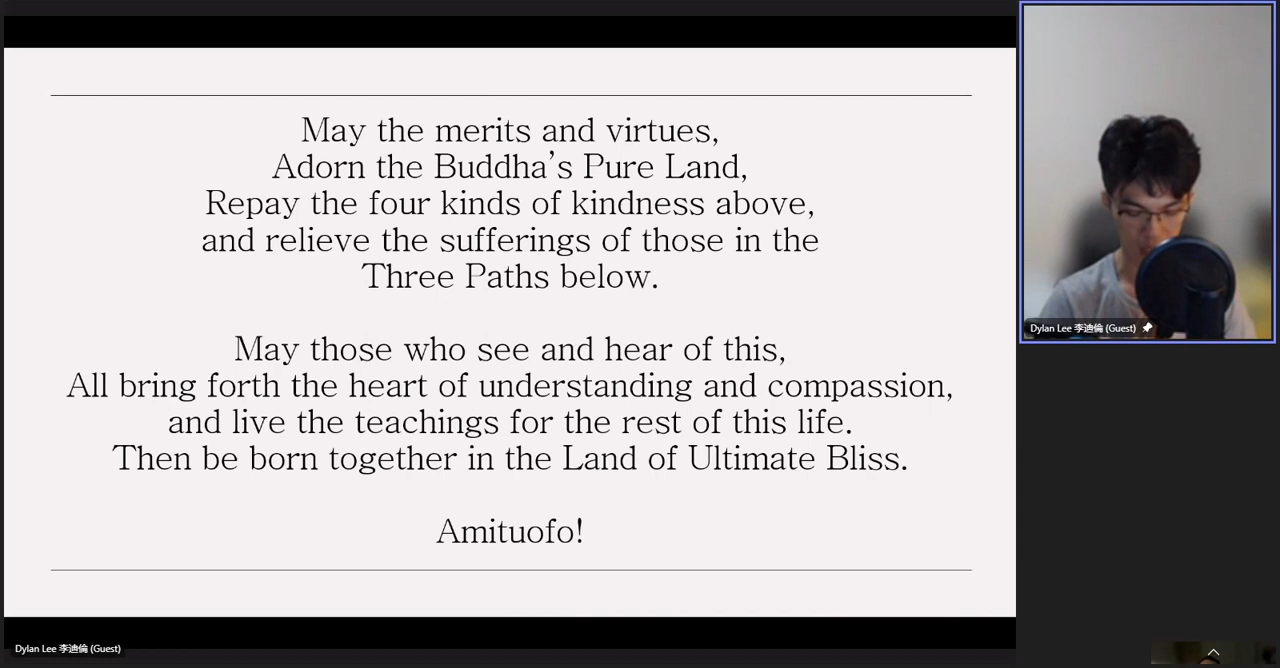 May the merits and virtues,
Adorn the Buddha’s Pure Land,
Repay the four kinds of kindness above,
and relieve the sufferings of those in the
Three Paths below.
May those who see and hear of this,
All bring forth the heart of understanding and compassion,
and live the teachings for the rest of this life.
Then be born together in the Land of Ultimate Bliss.
Amituofo!
Dylan Lee 李迪倫 (Guest)
Dylan Lee 李迪倫 (Guest)